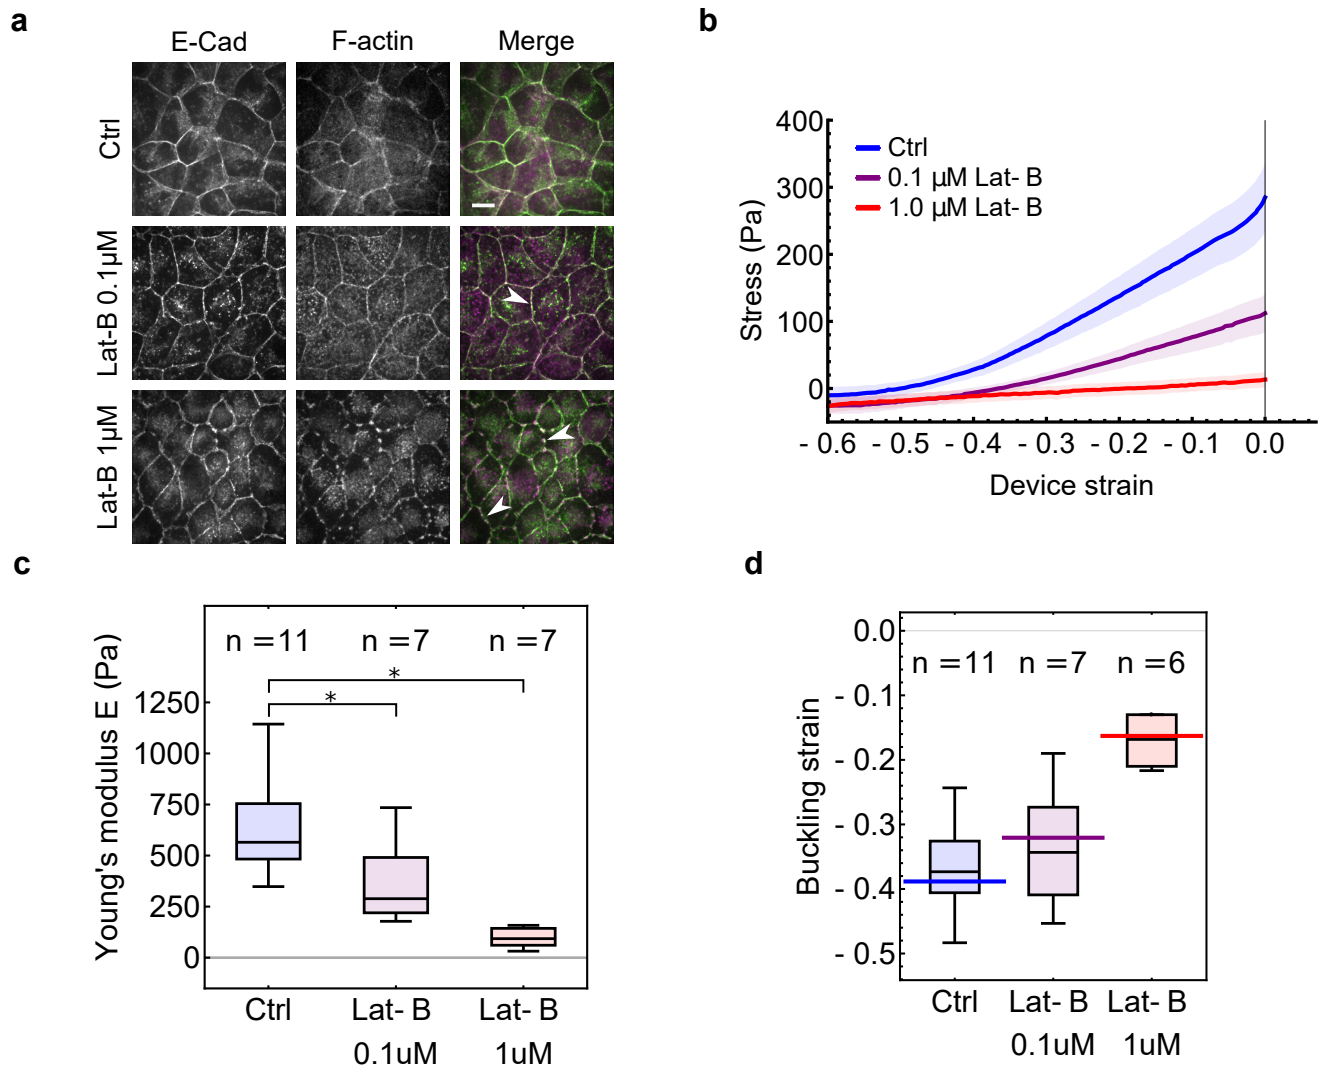 a
E-Cad F-actin Merge
Ctrl
Lat-B 0.1µM
Lat-B 1µM
b
400
300
200
100
0
Stress (Pa)
Ctrl
0.1 µM Lat- B
1.0 µM Lat- B
- 0.6 - 0.5 - 0.4 - 0.3 - 0.2 - 0.1 0.0
Device strain
c
n =11 n =7 n =7
*
*
1250
1000
750
500
250
0
Young's modulus E (Pa)
Ctrl Lat- B Lat- B
0.1uM 1uM
d
0.0
n =11 n =7 n =6
- 0.1
- 0.2
- 0.3
- 0.4
- 0.5
Buckling strain
Ctrl Lat- B Lat- B
0.1uM 1uM